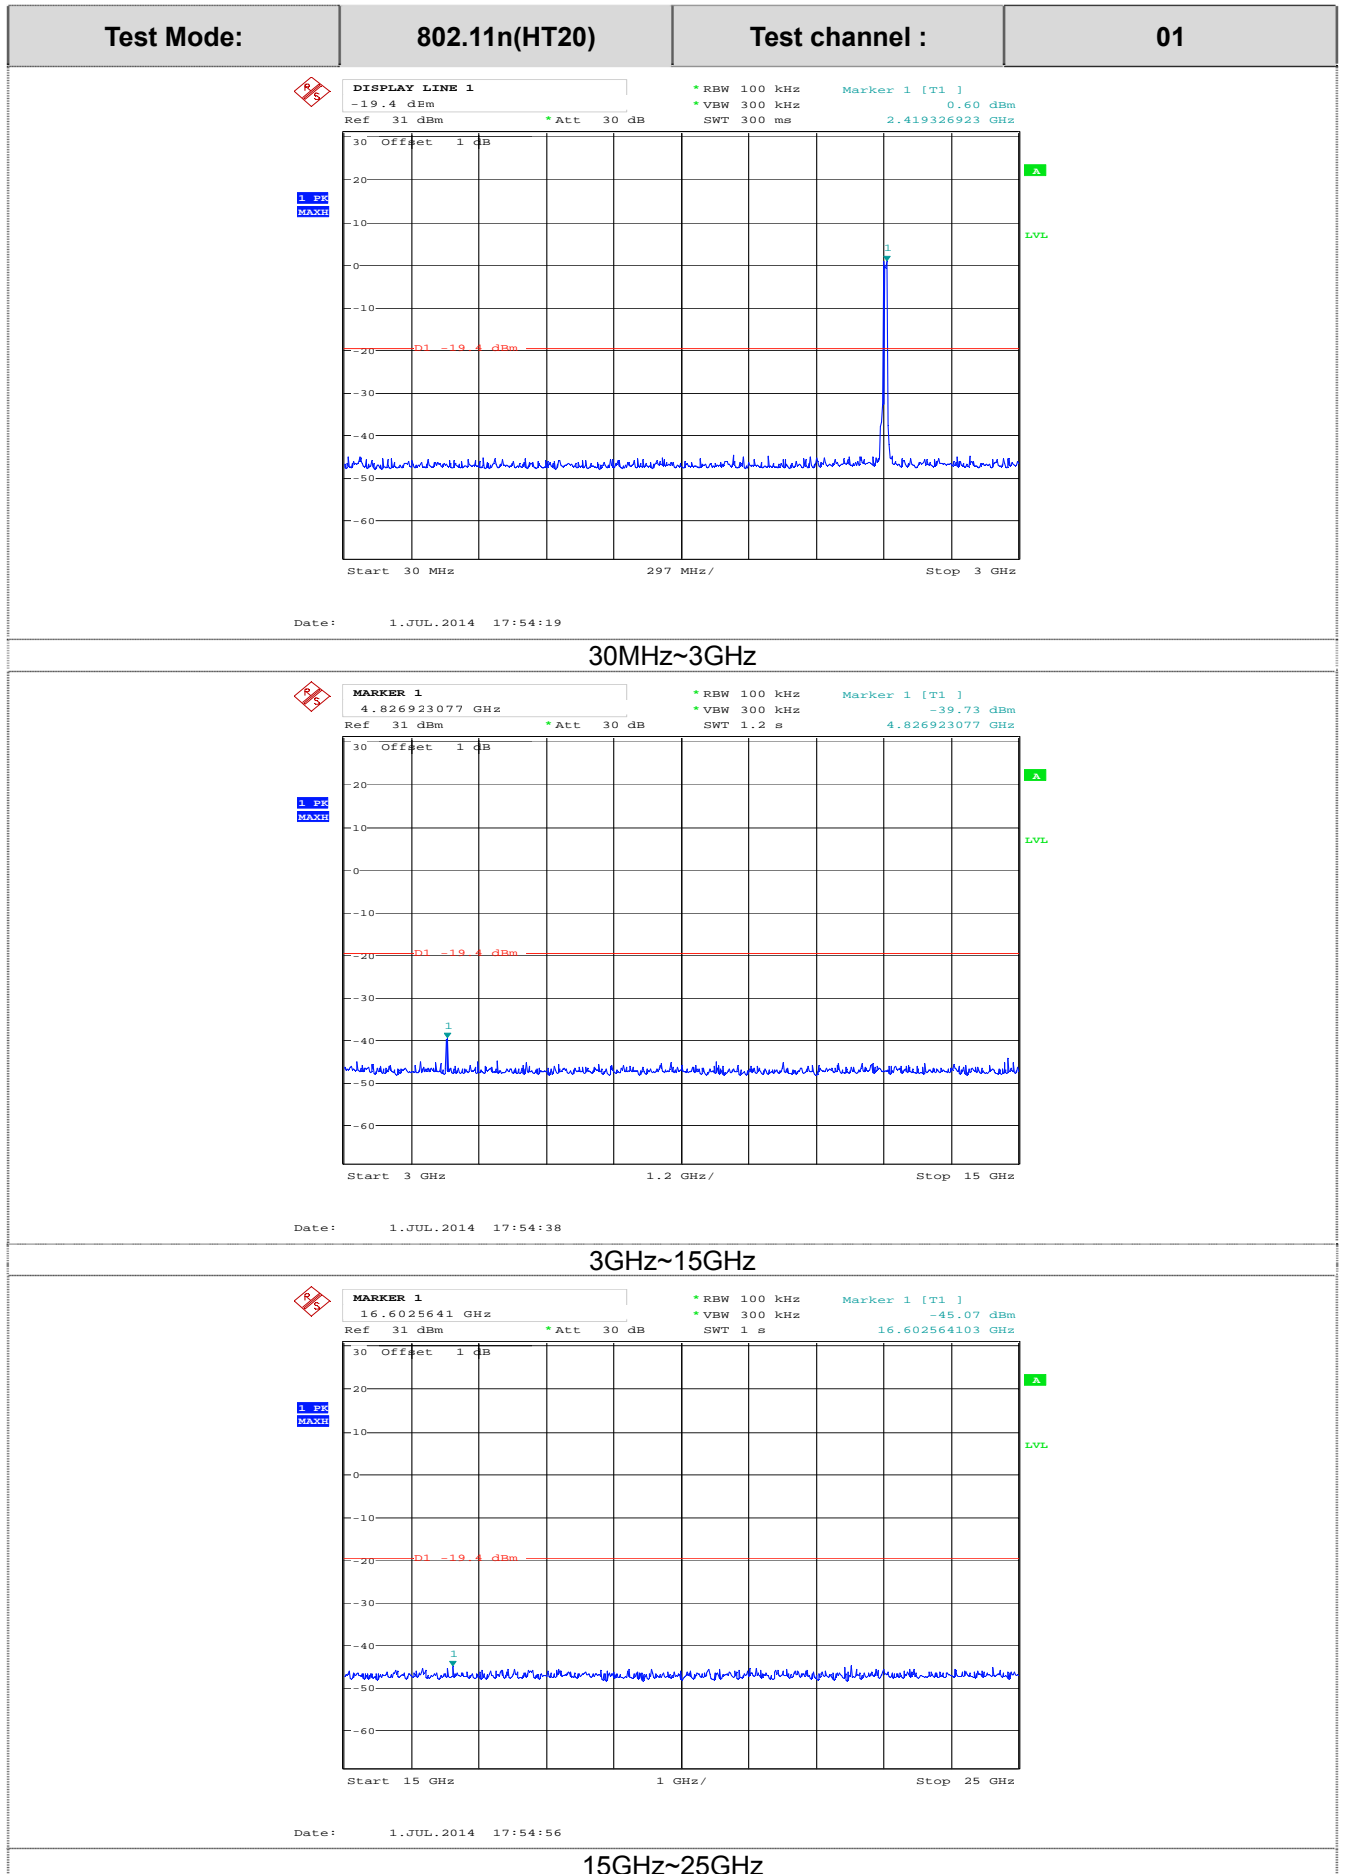 Test Mode: 802.11n(HT20) Test channel : 01
R S
DISPLAY LINE 1
-19.4 dBm
*RBW 100 kHz Marker 1 [T1 ]
*VBW 300 kHz 0.60 dBm
Ref 31 dBm *Att 30 dB SWT 300 ms 2.419326923 GHz
30 Offset 1 dB
A
20
1 PK
MAXH
10
LVL
1
0
-10
D1 -19.4 dBm
-20
-30
-40
-50
-60
Start 30 MHz 297 MHz/ Stop 3 GHz
Date: 1.JUL.2014 17:54:19
30MHz~3GHz
R S
MARKER 1
4.826923077 GHz
*RBW 100 kHz Marker 1 [T1 ]
*VBW 300 kHz -39.73 dBm
Ref 31 dBm *Att 30 dB SWT 1.2 s 4.826923077 GHz
30 Offset 1 dB
A
20
1 PK
MAXH
10
LVL
0
-10
D1 -19.4 dBm
-20
-30
1
-40
-50
-60
Start 3 GHz 1.2 GHz/ Stop 15 GHz
Date: 1.JUL.2014 17:54:38
3GHz~15GHz
R S
MARKER 1
16.6025641 GHz
*RBW 100 kHz Marker 1 [T1 ]
*VBW 300 kHz -45.07 dBm
Ref 31 dBm *Att 30 dB SWT 1 s 16.602564103 GHz
30 Offset 1 dB
A
20
1 PK
MAXH
10
LVL
0
-10
D1 -19.4 dBm
-20
-30
-40
1
-50
-60
Start 15 GHz 1 GHz/ Stop 25 GHz
Date: 1.JUL.2014 17:54:56
15GHz~25GHz